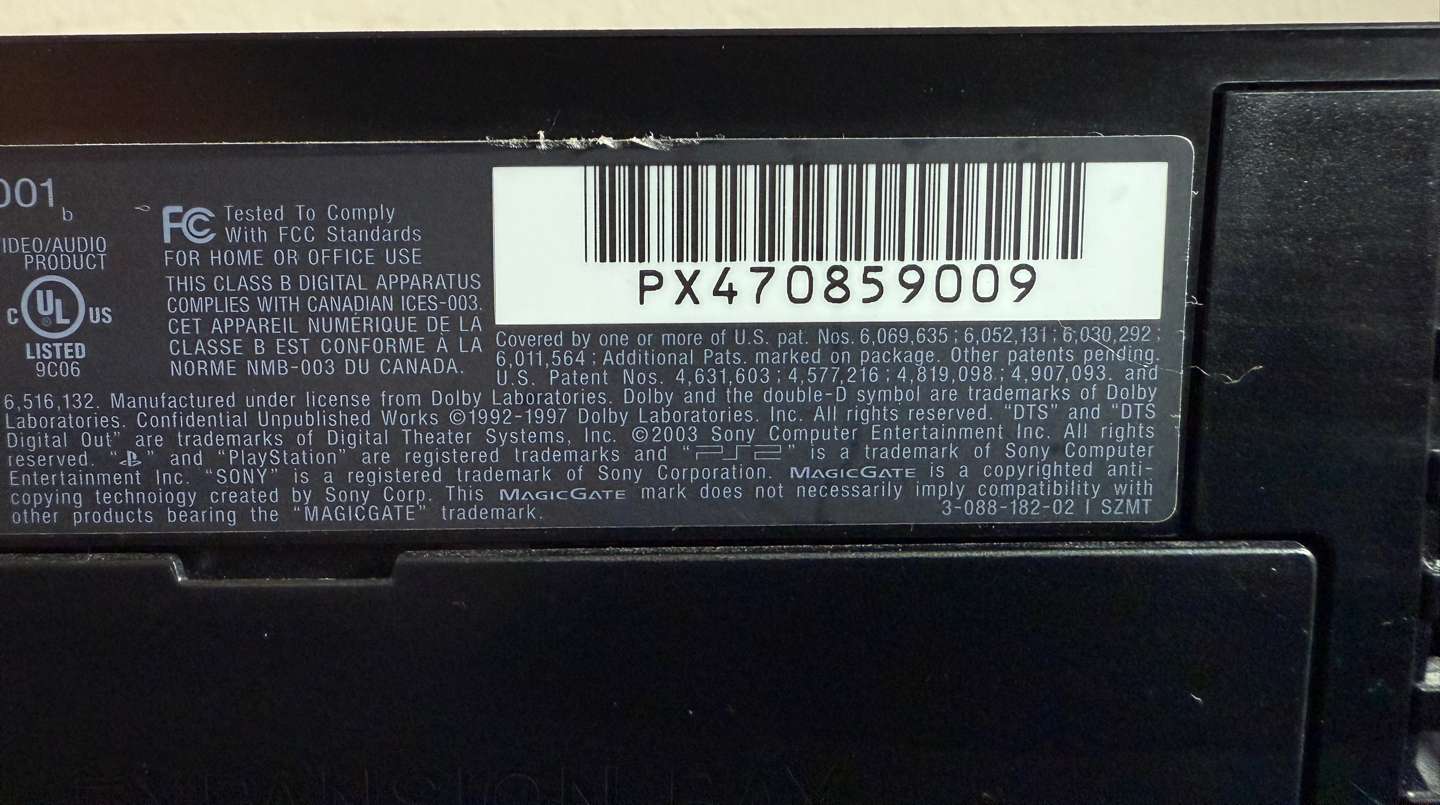 001
b
VIDEO/AUDIO
PRODUCT
C UL US
LISTED
9C06
FC Tested To Comply
With FCC Standards
FOR HOME OR OFFICE USE
THIS CLASS B DIGITAL APPARATUS
COMPLIES WITH CANADIAN ICES-003.
CET APPAREIL NUMÉRIQUE DE LA
CLASSE B EST CONFORME À LA
NORME NMB-003 DU CANADA.
PX470859009
Covered by one or more of U.S. pat. Nos. 6,069,635 ; 6,052,131 ; 6,030,292 ;
6,011,564 ; Additional Pats. marked on package. Other patents pending.
U.S. Patent Nos. 4,631,603 ; 4,577,216 ; 4,819,098 ; 4,907,093. and
6,516,132. Manufactured under license from Dolby Laboratories. Dolby and the double-D symbol are trademarks of Dolby
Laboratories. Confidential Unpublished Works ©1992-1997 Dolby Laboratories. Inc. All rights reserved. “DTS” and “DTS
Digital Out” are trademarks of Digital Theater Systems, Inc. ©2003 Sony Computer Entertainment Inc. All rights
reserved. “ ” and “PlayStation” are registered trademarks and “PS2” is a trademark of Sony Computer
Entertainment Inc. “SONY” is a registered trademark of Sony Corporation. MAGICGATE is a copyrighted anti-
copying technology created by Sony Corp. This MAGICGATE mark does not necessarily imply compatibility with
other products bearing the “MAGICGATE” trademark.
3-088-182-02 I SZMT
EXPANSION BAY